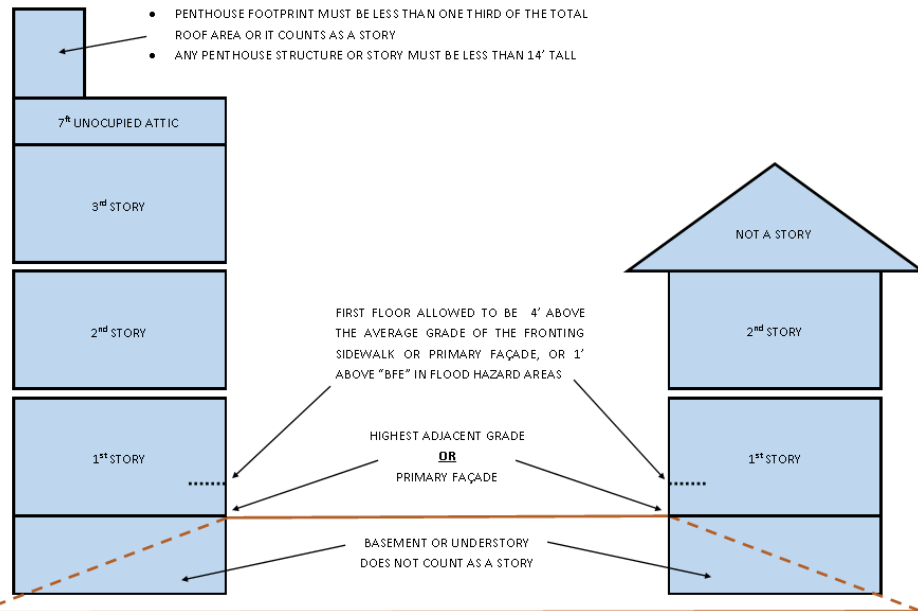 • PENTHOUSE FOOTPRINT MUST BE LESS THAN ONE THIRD OF THE TOTAL
ROOF AREA OR IT COUNTS AS A STORY
• ANY PENTHOUSE STRUCTURE OR STORY MUST BE LESS THAN 14' TALL
7ft UNOCUPIED ATTIC
3rd STORY
NOT A STORY
2nd STORY
FIRST FLOOR ALLOWED TO BE 4' ABOVE
THE AVERAGE GRADE OF THE FRONTING
SIDEWALK OR PRIMARY FAÇADE, OR 1'
ABOVE "BFE" IN FLOOD HAZARD AREAS
2nd STORY
1st STORY
HIGHEST ADJACENT GRADE
OR
PRIMARY FAÇADE
1st STORY
BASEMENT OR UNDERSTORY
DOES NOT COUNT AS A STORY